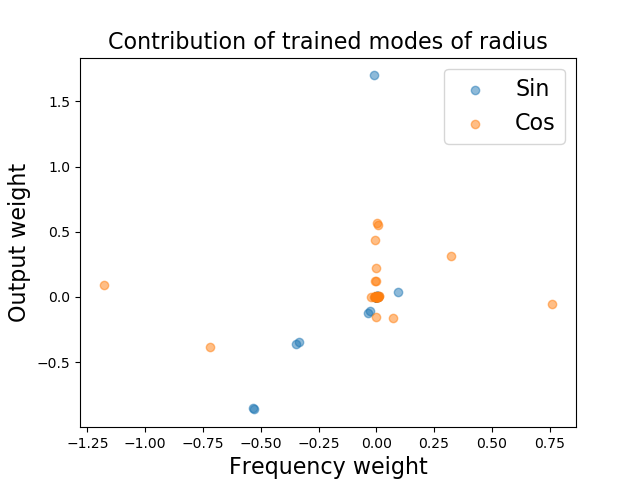 Contribution of trained modes of radius
Sin
Cos
Output weight
1.5
1.0
0.5
0.0
−0.5
−1.25
−1.00
−0.75
−0.50
−0.25
0.00
0.25
0.50
0.75
Frequency weight